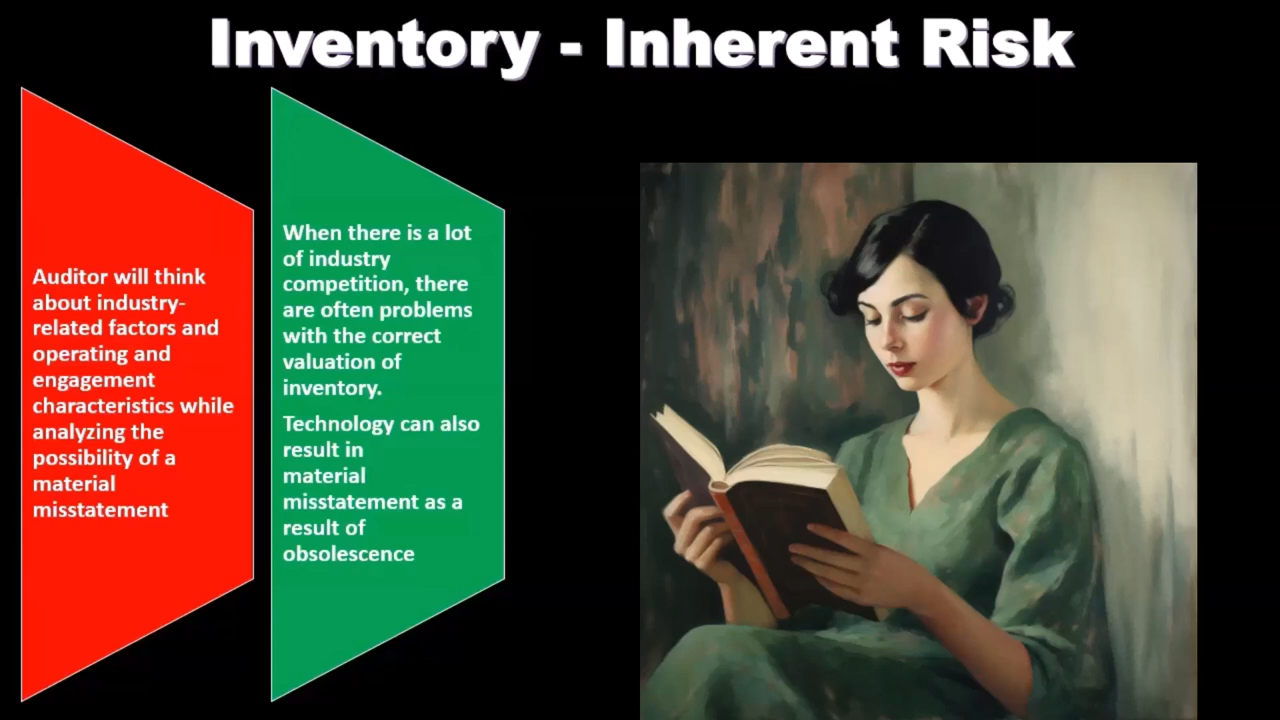 Inventory - Inherent Risk
Auditor will think
about industry-
related factors and
operating and
engagement
characteristics while
analyzing the
possibility of a
material
misstatement
When there is a lot
of industry
competition, there
are often problems
with the correct
valuation of
inventory.
Technology can also
result in
material
misstatement as a
result of
obsolescence